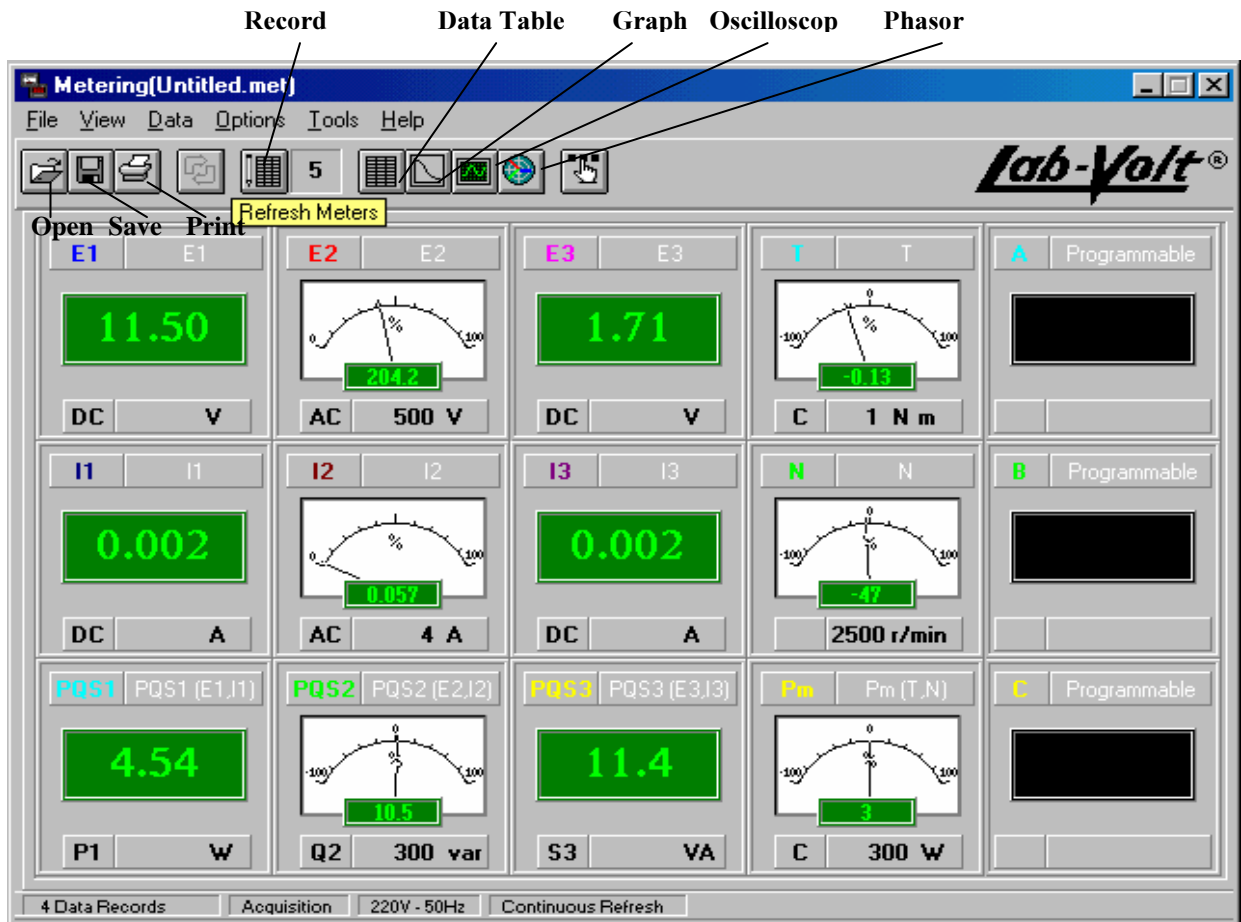 Record Data Table Graph Oscilloscop Phasor
Metering(Untitled.met)
File View Data Options Tools Help
5
Lab-Volt®
Refresh Meters
Open Save Print
E1 E1 E2 E2 E3 E3 T T A Programmable
11.50 0 % 100 204.2 1.71 -100 0 % 100 -0.13
DC V AC 500 V DC V C 1 N m
I1 I1 I2 I2 I3 I3 N N B Programmable
0.002 0 % 100 0.057 0.002 -100 0 % 100 -47
DC A AC 4 A DC A 2500 r/min
PQS1 PQS1 (E1,I1) PQS2 PQS2 (E2,I2) PQS3 PQS3 (E3,I3) Pm Pm (T,N) C Programmable
4.54 -100 0 % 100 10.5 11.4 -100 0 % 100 3
P1 W Q2 300 var S3 VA C 300 W
4 Data Records Acquisition 220V - 50Hz Continuous Refresh